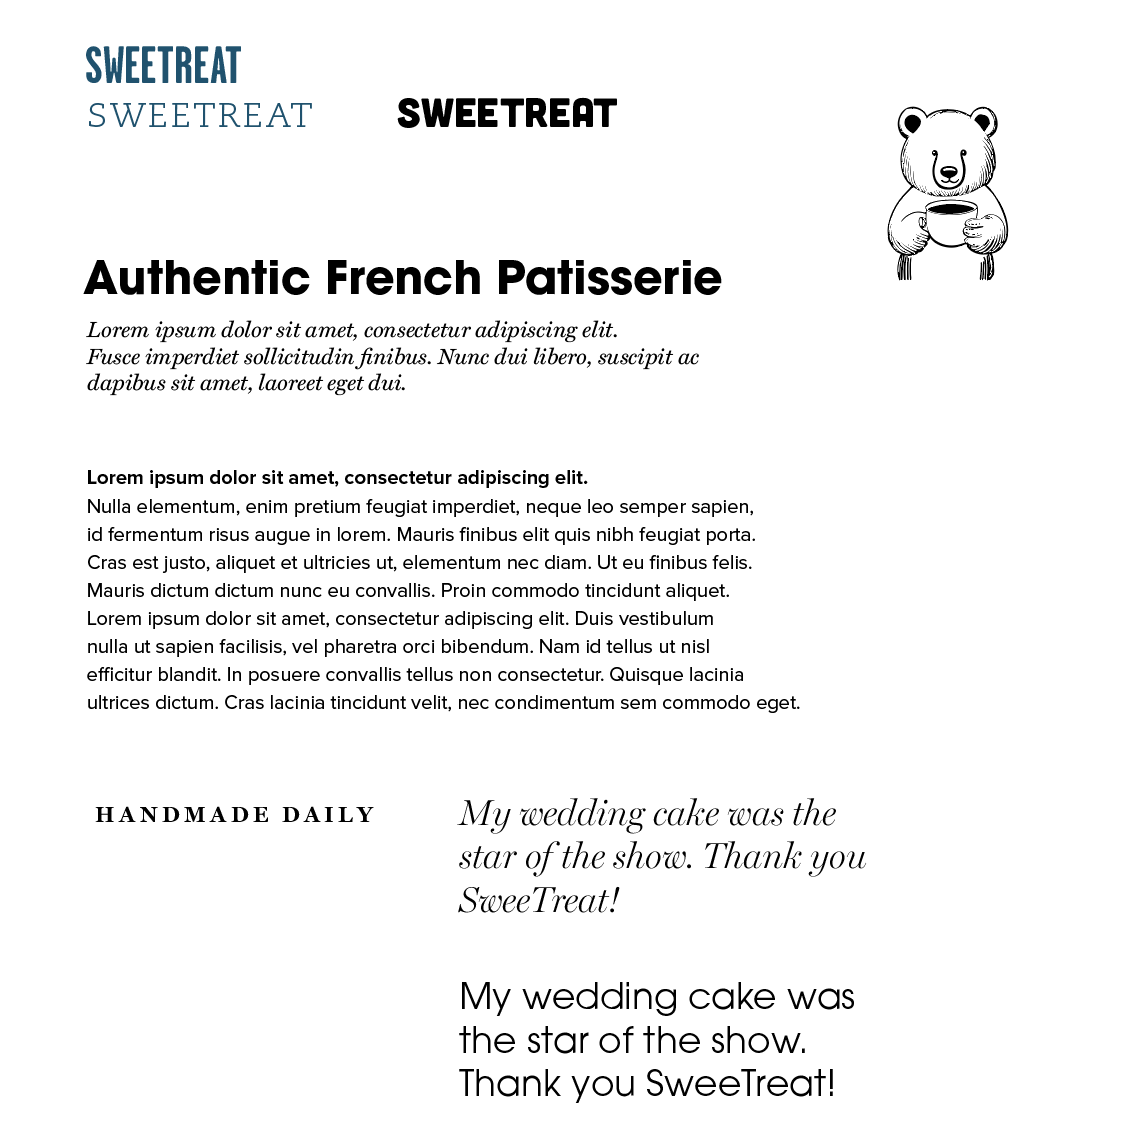 SWEETREAT
SWEETREAT
SWEETREAT
Authentic French Patisserie
Lorem ipsum dolor sit amet, consectetur adipiscing elit.
Fusce imperdiet sollicitudin finibus. Nunc dui libero, suscipit ac
dapibus sit amet, laoreet eget dui.
Lorem ipsum dolor sit amet, consectetur adipiscing elit.
Nulla elementum, enim pretium feugiat imperdiet, neque leo semper sapien,
id fermentum risus augue in lorem. Mauris finibus elit quis nibh feugiat porta.
Cras est justo, aliquet et ultricies ut, elementum nec diam. Ut eu finibus felis.
Mauris dictum dictum nunc eu convallis. Proin commodo tincidunt aliquet.
Lorem ipsum dolor sit amet, consectetur adipiscing elit. Duis vestibulum
nulla ut sapien facilisis, vel pharetra orci bibendum. Nam id tellus ut nisl
efficitur blandit. In posuere convallis tellus non consectetur. Quisque lacinia
ultrices dictum. Cras lacinia tincidunt velit, nec condimentum sem commodo eget.
HANDMADE DAILY
My wedding cake was the
star of the show. Thank you
SweeTreat!
My wedding cake was
the star of the show.
Thank you SweeTreat!